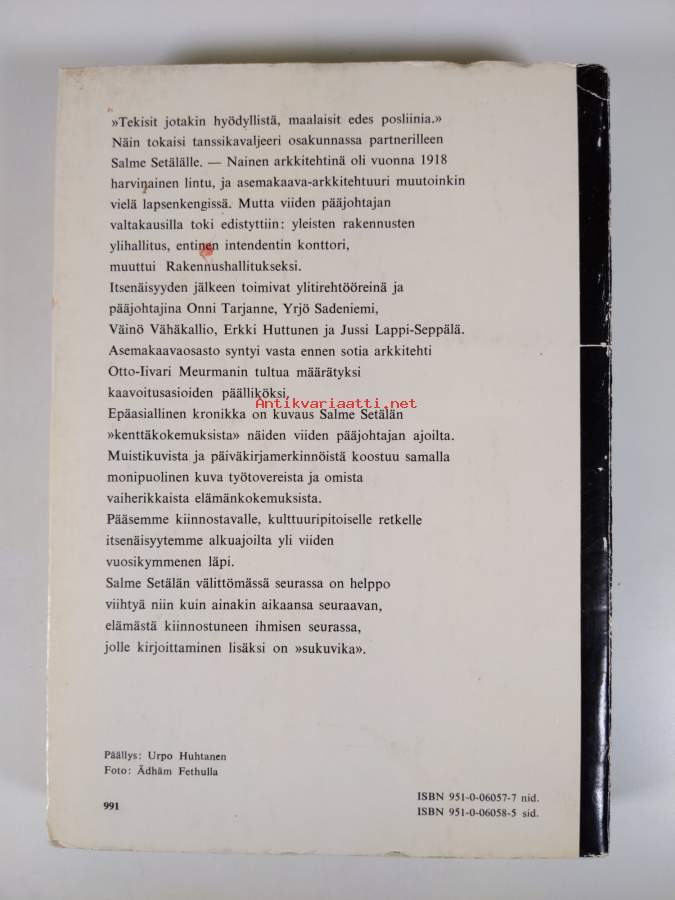 »Tekisit jotakin hyödyllistä, maalaisit edes posliinia.»
Näin tokaisi tanssikavaljeeri osakunnassa partnerilleen
Salme Setälälle. — Nainen arkkitehtinä oli vuonna 1918
harvinainen lintu, ja asemakaava-arkkitehtuuri muutoinkin
vielä lapsenkengissä. Mutta viiden pääjohtajan
valtakausilla toki edistyttiin: yleisten rakennusten
ylihallitus, entinen intendentin konttori,
muuttui Rakennushallitukseksi.
Itsenäisyyden jälkeen toimivat ylitirehtööreinä ja
pääjohtajina Onni Tarjanne, Yrjö Sadeniemi,
Väinö Vähäkallio, Erkki Huttunen ja Jussi Lappi-Seppälä.
Asemakaavaosasto syntyi vasta ennen sotia arkkitehti
Otto-Iivari Meurmanin tultua määrätyksi
kaavoitusasioiden päälliköksi.
Antikvariaatti.net
Epäasiallinen kronikka on kuvaus Salme Setälän
»kenttäkokemuksista» näiden viiden pääjohtajan ajoilta.
Muistikuvista ja päiväkirjamerkinnöistä koostuu samalla
monipuolinen kuva työtovereista ja omista
vaiherikkaista elämänkokemuksista.
Pääsemme kiinnostavalle, kulttuuripitoiselle retkelle
itsenäisyytemme alkuajoilta yli viiden
vuosikymmenen läpi.
Salme Setälän välittömässä seurassa on helppo
viihtyä niin kuin ainakin aikaansa seuraavan,
elämästä kiinnostuneen ihmisen seurassa,
jolle kirjoittaminen lisäksi on »sukuvika».
Päällys: Urpo Huhtanen
Foto: Ädhäm Fethulla
991
ISBN 951-0-06057-7 nid.
ISBN 951-0-06058-5 sid.